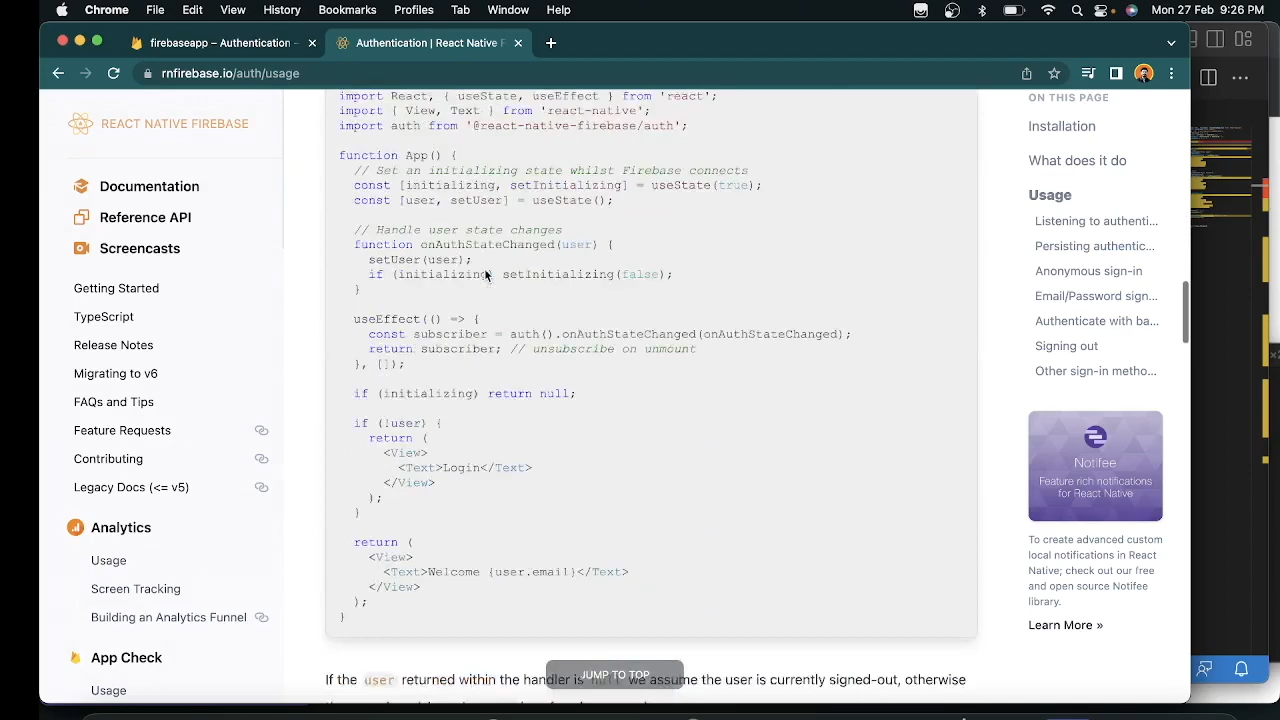 Chrome File Edit View History Bookmarks Profiles Tab Window Help Mon 27 Feb 9:26 PM
firebaseapp – Authentication – Authentication | React Native F
rnfirebase.io/auth/usage
REACT NATIVE FIREBASE
Documentation
Reference API
Screencasts
Getting Started
TypeScript
Release Notes
Migrating to v6
FAQs and Tips
Feature Requests
Contributing
Legacy Docs (<= v5)
Analytics
Usage
Screen Tracking
Building an Analytics Funnel
App Check
Usage
import React, { useState, useEffect } from 'react';
import { View, Text } from 'react-native';
import auth from '@react-native-firebase/auth';
function App() {
// Set an initializing state whilst Firebase connects
const [initializing, setInitializing] = useState(true);
const [user, setUser] = useState();
// Handle user state changes
function onAuthStateChanged(user) {
setUser(user);
if (initializing) setInitializing(false);
}
useEffect(() => {
const subscriber = auth().onAuthStateChanged(onAuthStateChanged);
return subscriber; // unsubscribe on unmount
}, []);
if (initializing) return null;
if (!user) {
return (
<View>
<Text>Login</Text>
</View>
);
}
return (
<View>
<Text>Welcome {user.email}</Text>
</View>
);
}
If the user returned within the handler is null we assume the user is currently signed-out, otherwise
JUMP TO TOP
ON THIS PAGE
Installation
What does it do
Usage
Listening to authenti...
Persisting authentic...
Anonymous sign-in
Email/Password sign...
Authenticate with ba...
Signing out
Other sign-in metho...
Notifee
Feature rich notifications
for React Native
To create advanced custom
local notifications in React
Native; check out our free
and open source Notifee
library.
Learn More »